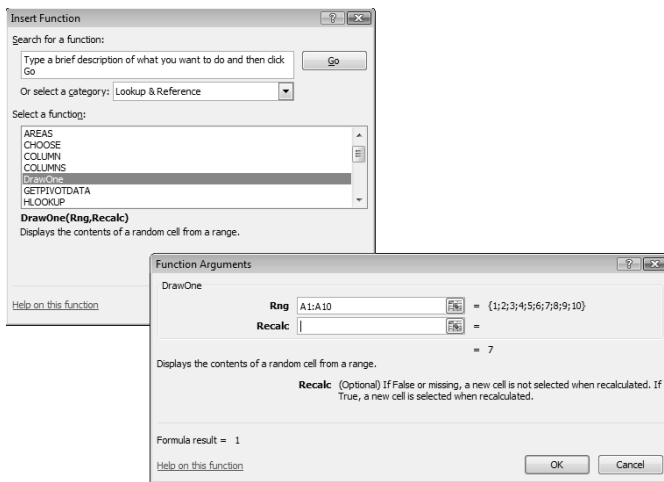 Insert Function
Search for a function:
Type a brief description of what you want to do and then click
Go
Go
Or select a category: Lookup & Reference
Select a function:
AREAS
CHOOSE
COLUMN
COLUMNS
DrawOne
GETPIVOTDATA
HLOOKUP
DrawOne(Rng,Recalc)
Displays the contents of a random cell from a range.
Help on this function
Function Arguments
DrawOne
Rng A1:A10 = {1;2;3;4;5;6;7;8;9;10}
Recalc =
= 7
Displays the contents of a random cell from a range.
Recalc (Optional) If False or missing, a new cell is not selected when recalculated. If
True, a new cell is selected when recalculated.
Formula result = 1
Help on this function
OK Cancel